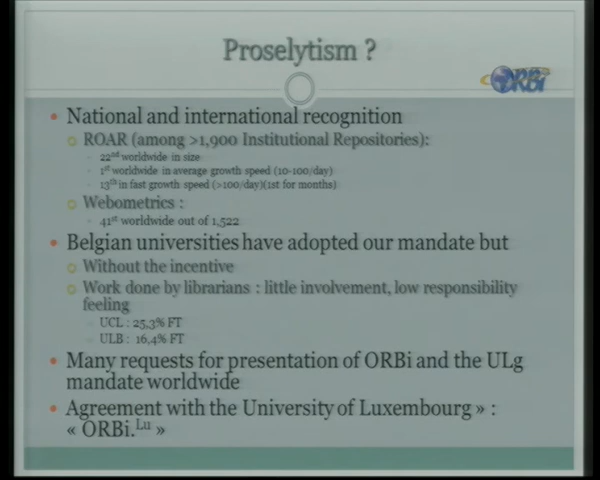 Proselytism ?
ORBi
National and international recognition
ROAR (among >1,900 Institutional Repositories):
22nd worldwide in size
1st worldwide in average growth speed (10-100/day)
13th in fast growth speed (>100/day)(1st for months)
Webometrics :
41st worldwide out of 1,522
Belgian universities have adopted our mandate but
Without the incentive
Work done by librarians : little involvement, low responsibility
feeling
UCL : 25,3% FT
ULB : 16,4% FT
Many requests for presentation of ORBi and the ULg
mandate worldwide
Agreement with the University of Luxembourg » :
« ORBi.Lu »